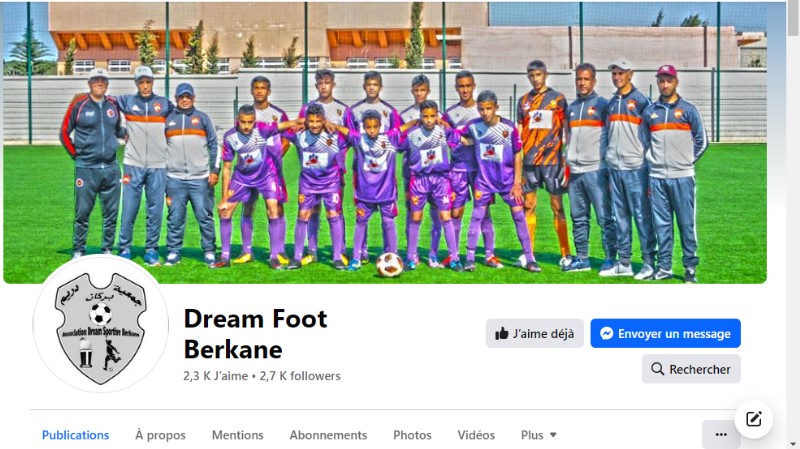 جمعية دريم
بركان
Association Dream Sportive Berkane
Dream Foot
Berkane
2,3 K J’aime • 2,7 K followers
J’aime déjà
Envoyer un message
Rechercher
Publications À propos Mentions Abonnements Photos Vidéos Plus